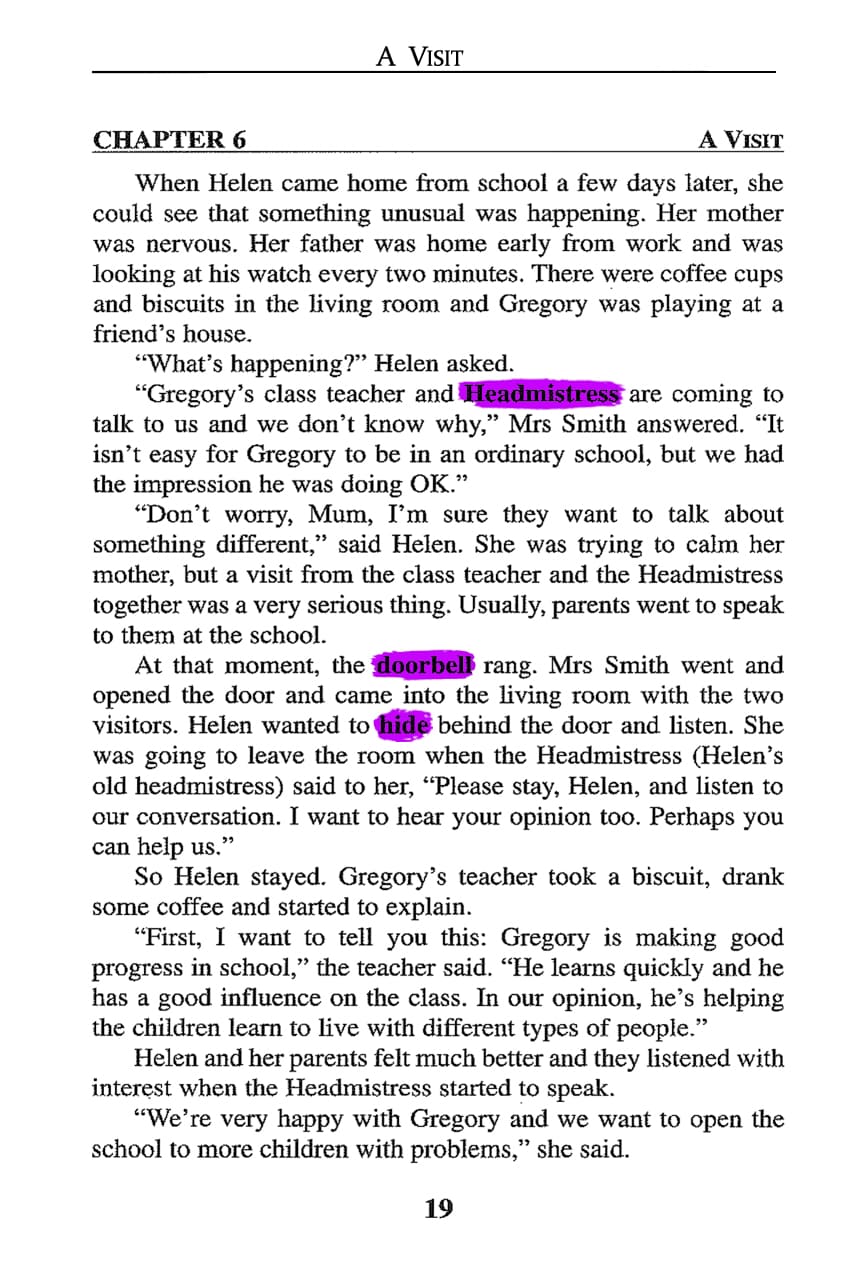 A VISIT
CHAPTER 6 A VISIT
When Helen came home from school a few days later, she
could see that something unusual was happening. Her mother
was nervous. Her father was home early from work and was
looking at his watch every two minutes. There were coffee cups
and biscuits in the living room and Gregory was playing at a
friend's house.
“What's happening?” Helen asked.
“Gregory's class teacher and Headmistress are coming to
talk to us and we don't know why,” Mrs Smith answered. “It
isn't easy for Gregory to be in an ordinary school, but we had
the impression he was doing OK.”
“Don't worry, Mum, I'm sure they want to talk about
something different,” said Helen. She was trying to calm her
mother, but a visit from the class teacher and the Headmistress
together was a very serious thing. Usually, parents went to speak
to them at the school.
At that moment, the doorbell rang. Mrs Smith went and
opened the door and came into the living room with the two
visitors. Helen wanted to hide behind the door and listen. She
was going to leave the room when the Headmistress (Helen's
old headmistress) said to her, “Please stay, Helen, and listen to
our conversation. I want to hear your opinion too. Perhaps you
can help us.”
So Helen stayed. Gregory's teacher took a biscuit, drank
some coffee and started to explain.
“First, I want to tell you this: Gregory is making good
progress in school,” the teacher said. “He learns quickly and he
has a good influence on the class. In our opinion, he's helping
the children learn to live with different types of people.”
Helen and her parents felt much better and they listened with
interest when the Headmistress started to speak.
“We're very happy with Gregory and we want to open the
school to more children with problems,” she said.
19